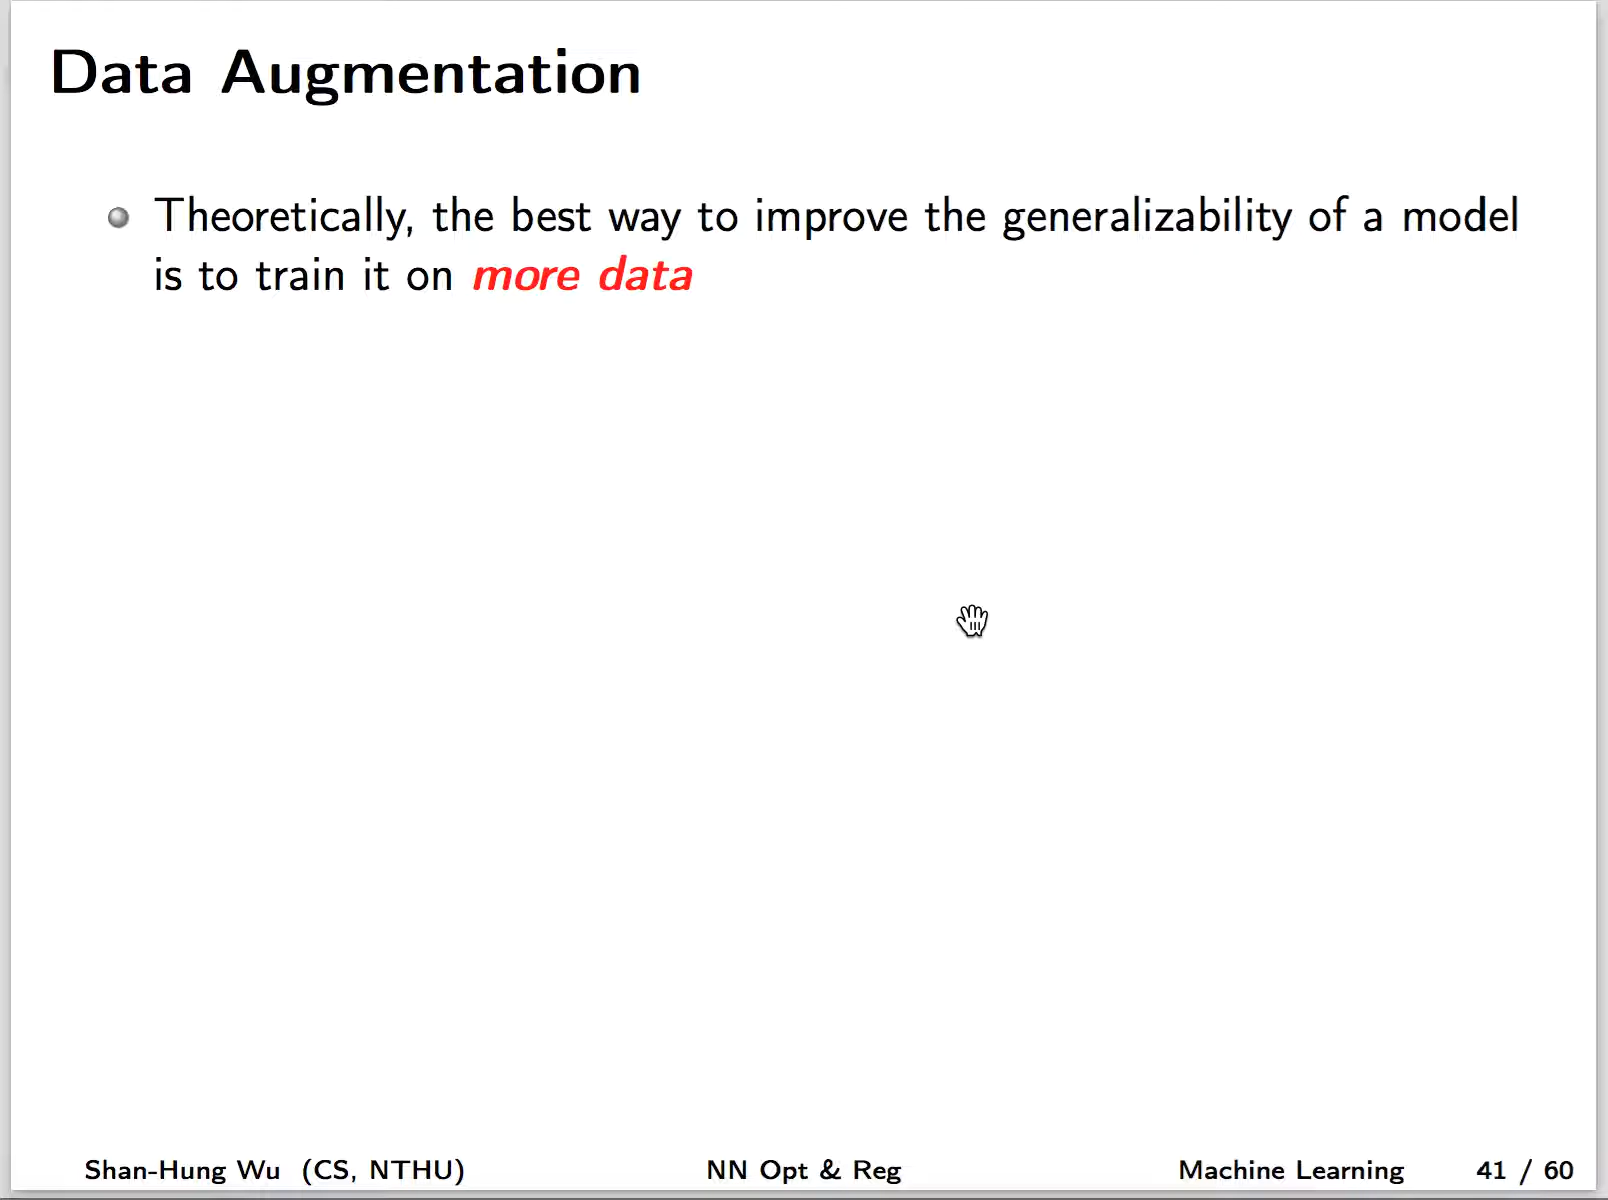 Data Augmentation
Theoretically, the best way to improve the generalizability of a model
is to train it on more data
Shan-Hung Wu (CS, NTHU) NN Opt & Reg Machine Learning 41 / 60